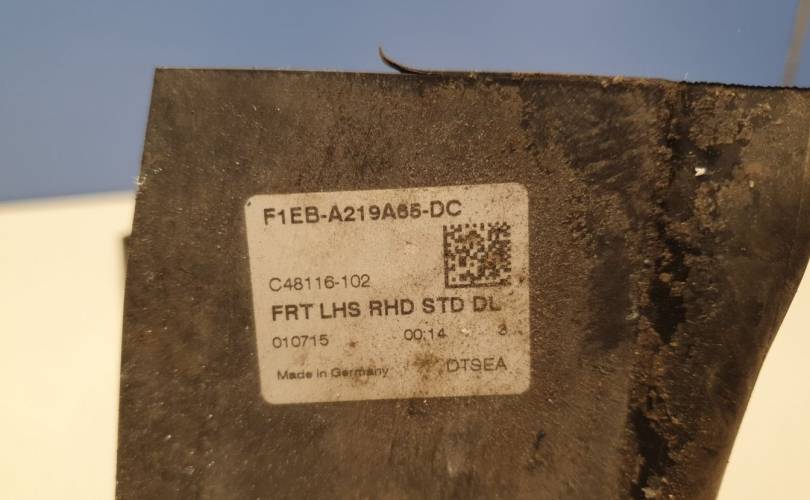 F1EB-A219A65-DC
C48116-102
FRT LHS RHD STD DL
010715 00:14 3
Made in Germany DTSEA